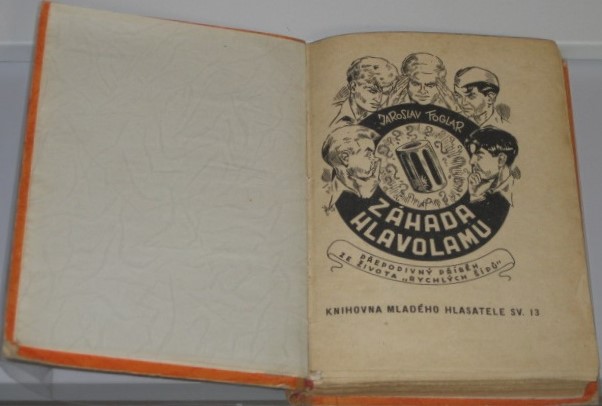 JAROSLAV FOGLAR
ZÁHADA
HLAVOLAMU
PŘEPODIVNÝ PŘÍBĚH
ZE ŽIVOTA „RYCHLÝCH ŠÍPŮ"
KNIHOVNA MLADÉHO HLASATELE SV. 13